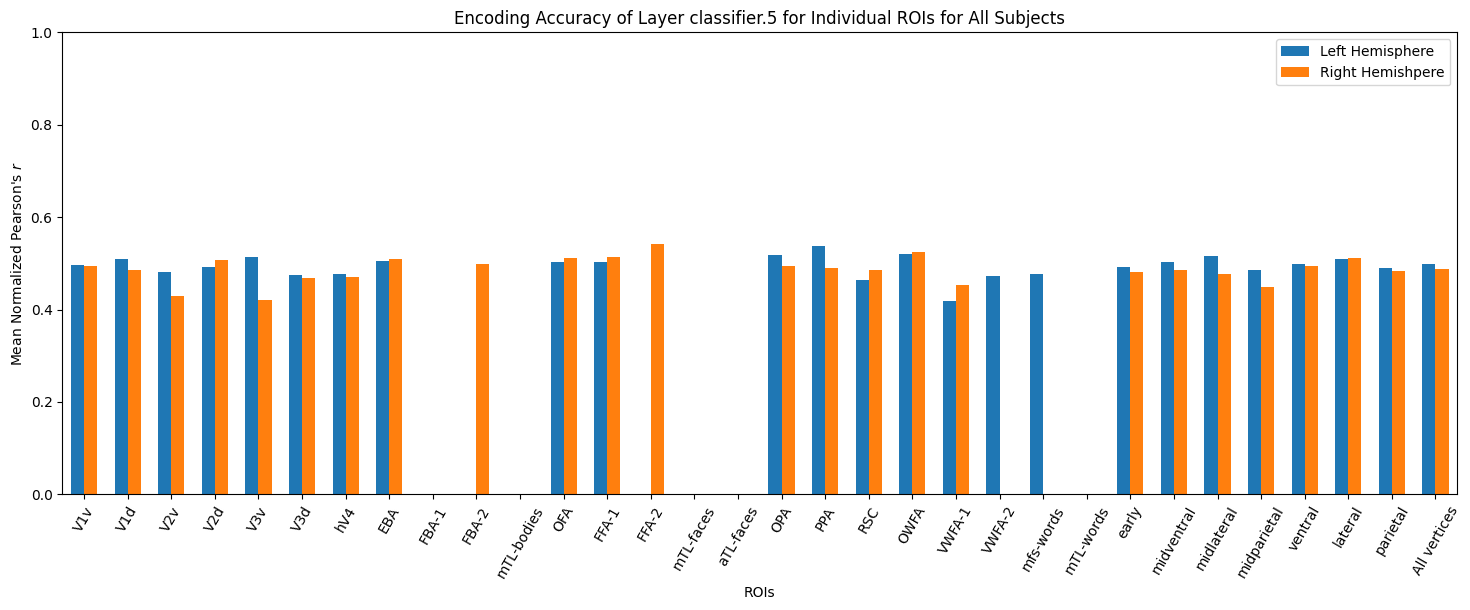 Encoding Accuracy of Layer classifier.5 for Individual ROIs for All Subjects
Left Hemisphere
Right Hemishpere
Mean Normalized Pearson's r
1.0
0.8
0.6
0.4
0.2
0.0
V1v
V1d
V2v
V2d
V3v
V3d
hV4
EBA
FBA-1
FBA-2
mTL-bodies
OFA
FFA-1
FFA-2
mTL-faces
aTL-faces
OPA
PPA
RSC
OWFA
VWFA-1
VWFA-2
mfs-words
mTL-words
early
midventral
midlateral
midparietal
ventral
lateral
parietal
All vertices
ROIs